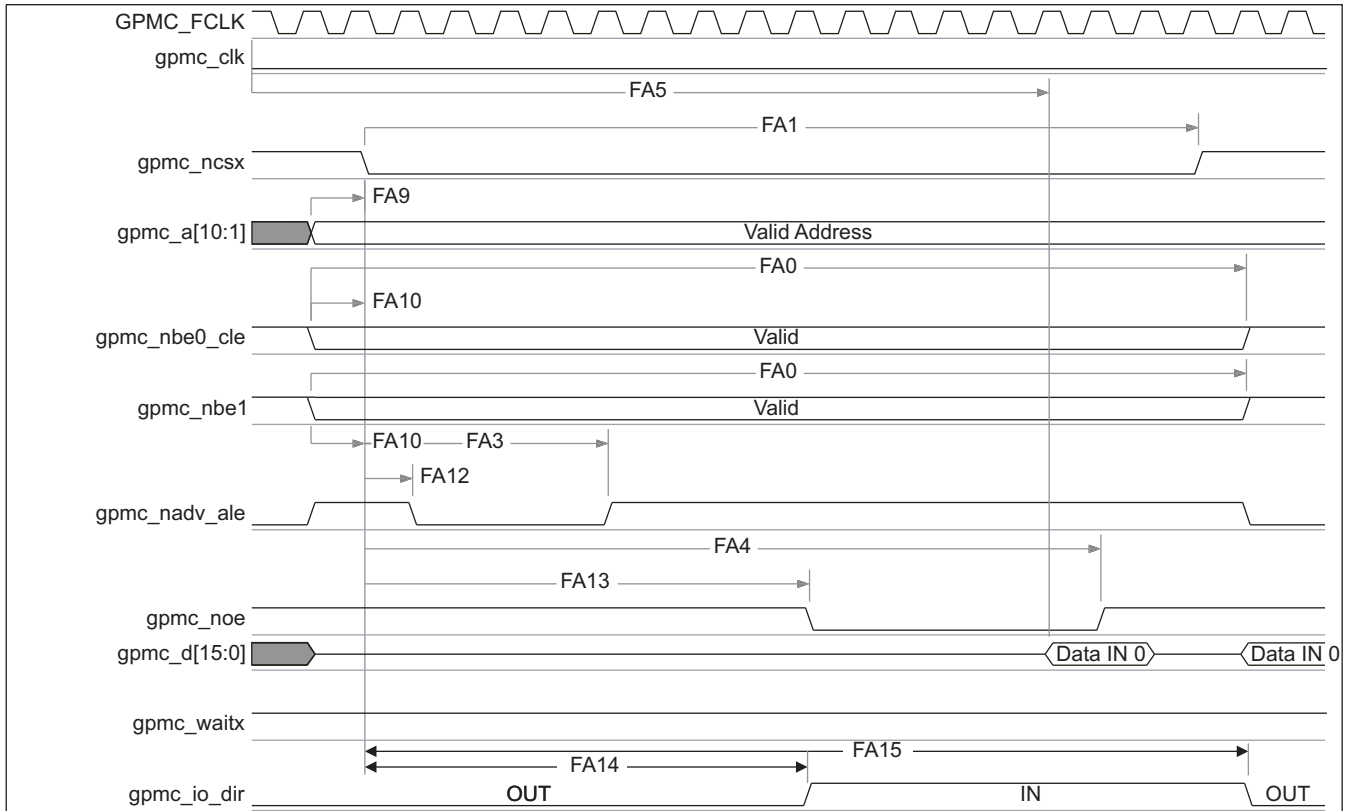 GPMC_FCLK
gpmc_clk
FA5
FA1
gpmc_ncsx
FA9
gpmc_a[10:1] Valid Address
FA0
FA10
gpmc_nbe0_cle Valid
FA0
gpmc_nbe1 Valid
FA10 FA3
FA12
gpmc_nadv_ale
FA4
FA13
gpmc_noe
gpmc_d[15:0] Data IN 0 Data IN 0
gpmc_waitx
FA15
FA14
gpmc_io_dir OUT IN OUT